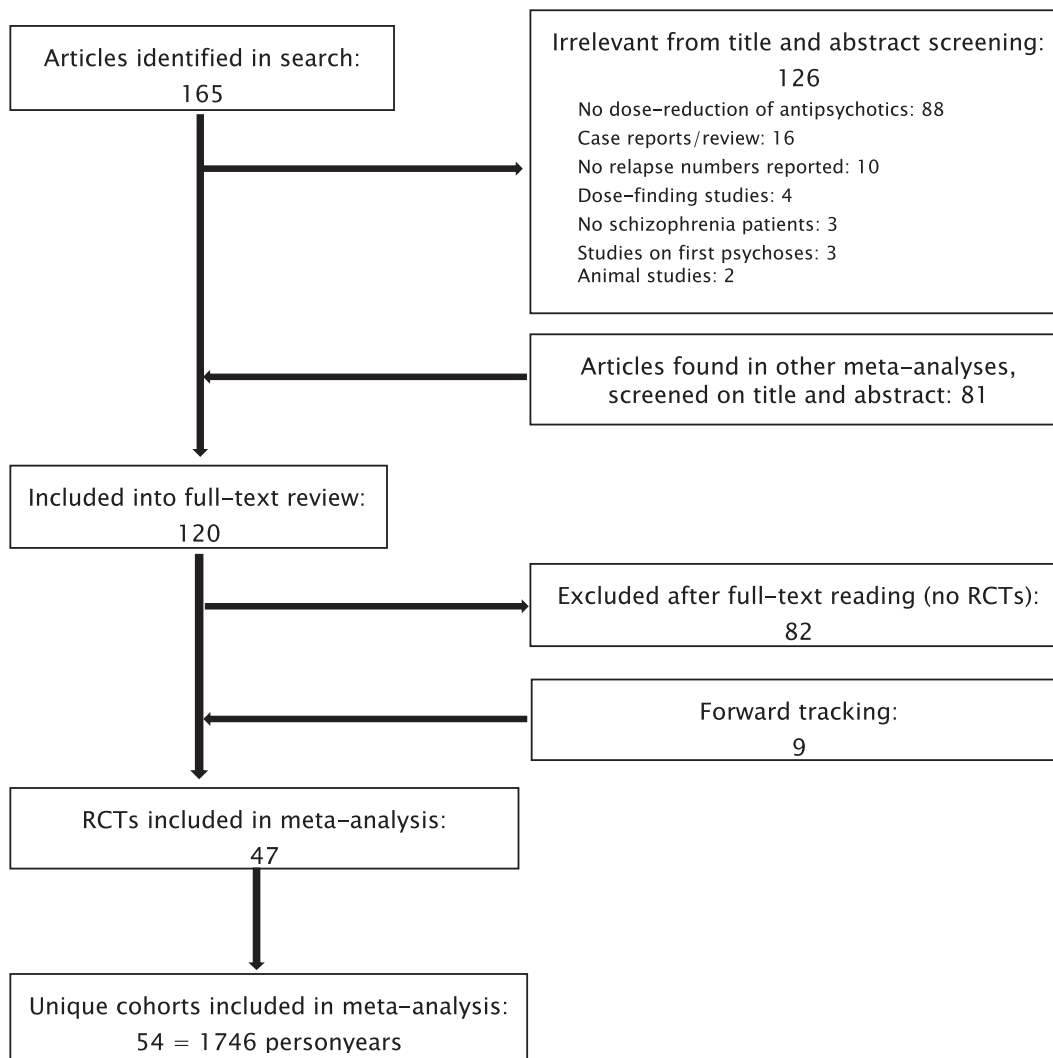 Articles identified in search:
165
Irrelevant from title and abstract screening:
126
No dose-reduction of antipsychotics: 88
Case reports/review: 16
No relapse numbers reported: 10
Dose-finding studies: 4
No schizophrenia patients: 3
Studies on first psychoses: 3
Animal studies: 2
Articles found in other meta-analyses,
screened on title and abstract: 81
Included into full-text review:
120
Excluded after full-text reading (no RCTs):
82
Forward tracking:
9
RCTs included in meta-analysis:
47
Unique cohorts included in meta-analysis:
54 = 1746 personyears